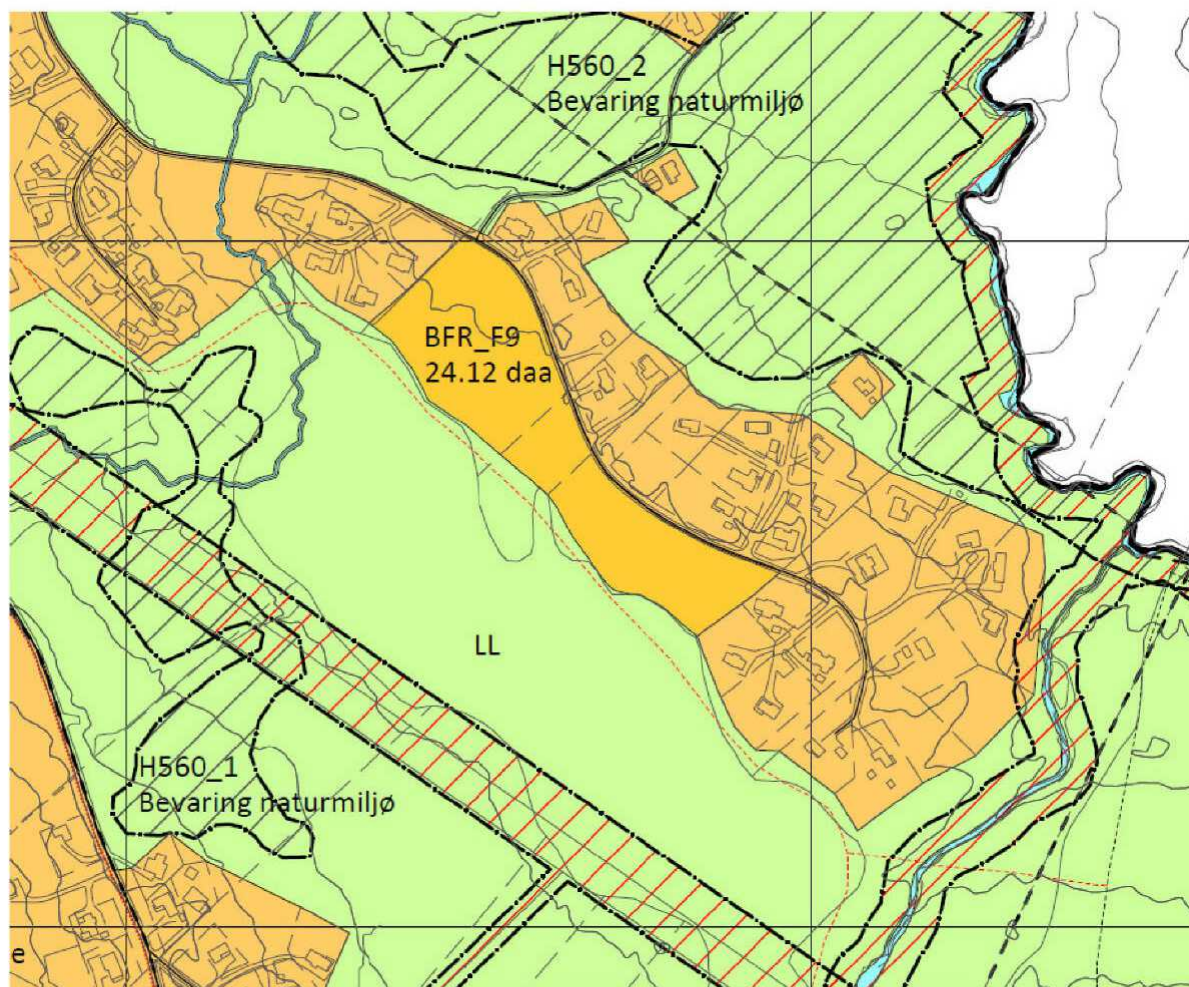 H560_2
Bevaring naturmiljø
BFR_F9
24.12 daa
LL
H560_1
Bevaring naturmiljø
e